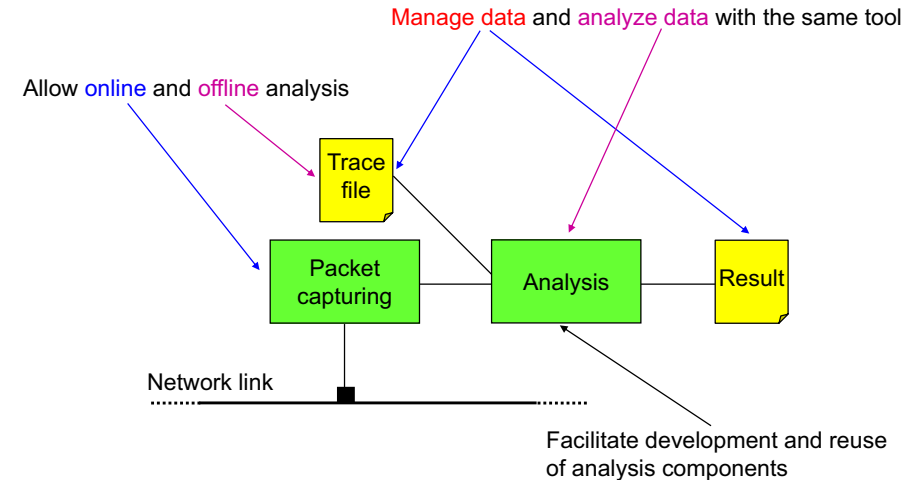 Manage data and analyze data with the same tool
Allow online and offline analysis
Trace
file
Packet
capturing
Analysis
Result
Network link
Facilitate development and reuse
of analysis components